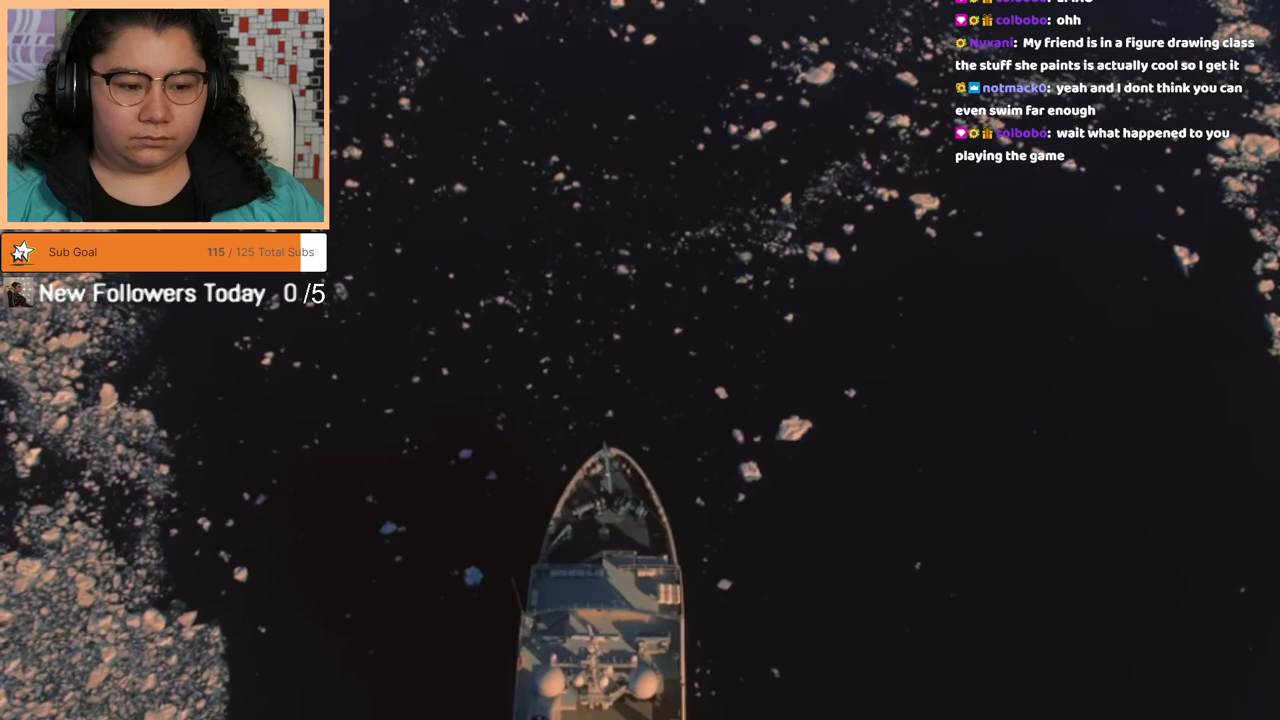 colbobo: ohh
Nyxani: My friend is in a figure drawing class
the stuff she paints is actually cool so I get it
notmack0: yeah and I dont think you can
even swim far enough
colbobo: wait what happened to you
playing the game
Sub Goal 115 / 125 Total Subs
New Followers Today 0 /5